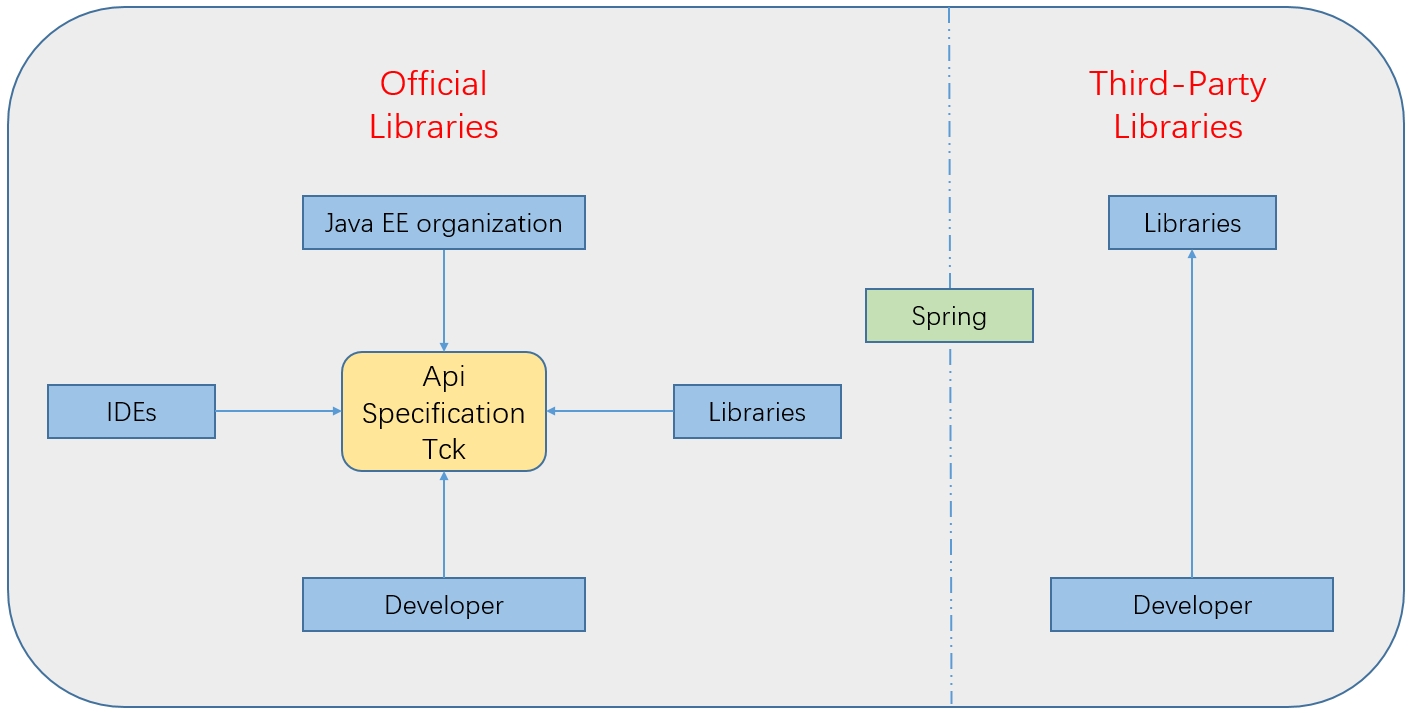 Official
Libraries
Third-Party
Libraries
Java EE organization
Libraries
Spring
Api
Specification
Tck
IDEs
Libraries
Developer
Developer